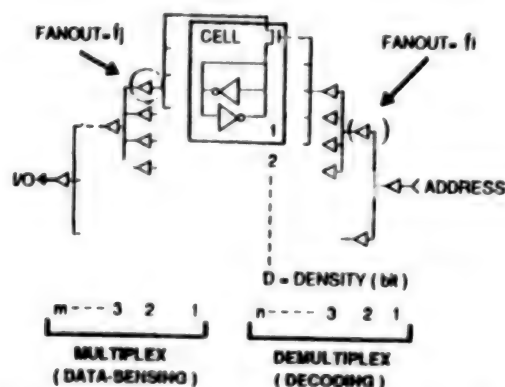 FANOUT= fj
CELL
FANOUT= fi
1
2
I/O
ADDRESS
D = DENSITY ( bit )
m - - - - 3 2 1
n - - - - 3 2 1
MULTIPLEX
( DATA-SENSING )
DEMULTIPLEX
( DECODING )